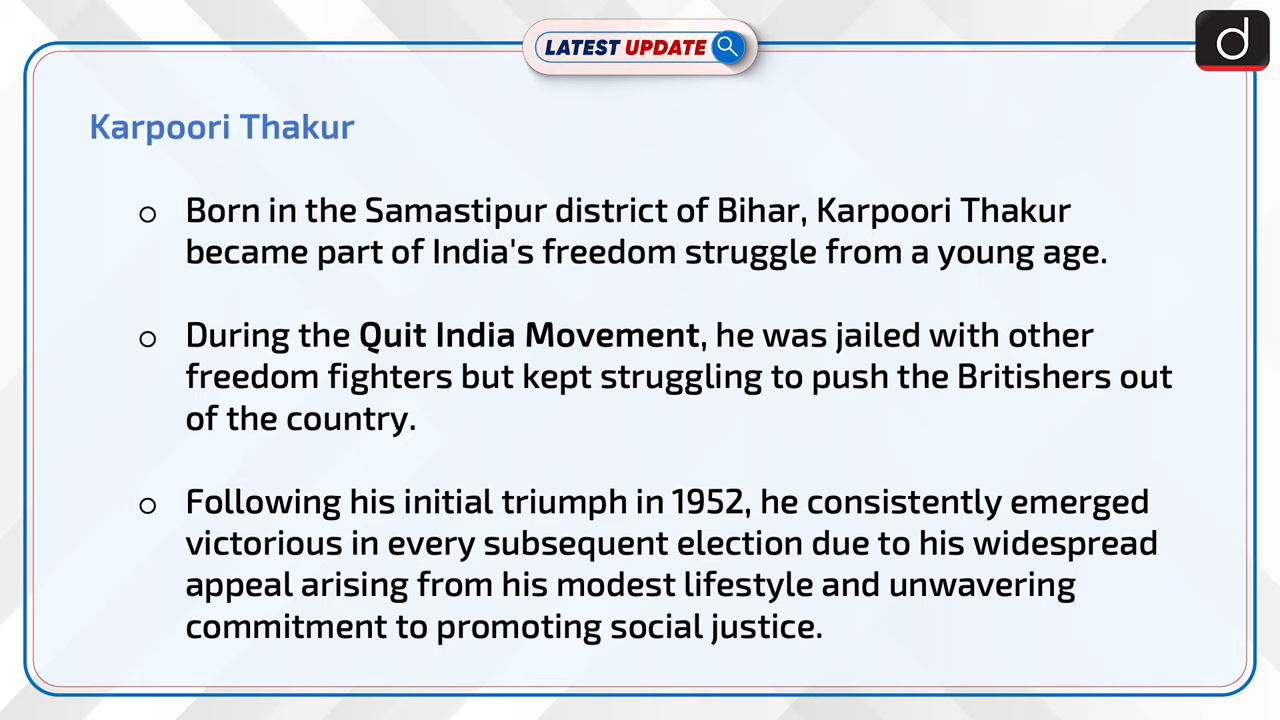 LATEST UPDATE
d
Karpoori Thakur
○ Born in the Samastipur district of Bihar, Karpoori Thakur
became part of India's freedom struggle from a young age.
○ During the Quit India Movement, he was jailed with other
freedom fighters but kept struggling to push the Britishers out
of the country.
○ Following his initial triumph in 1952, he consistently emerged
victorious in every subsequent election due to his widespread
appeal arising from his modest lifestyle and unwavering
commitment to promoting social justice.